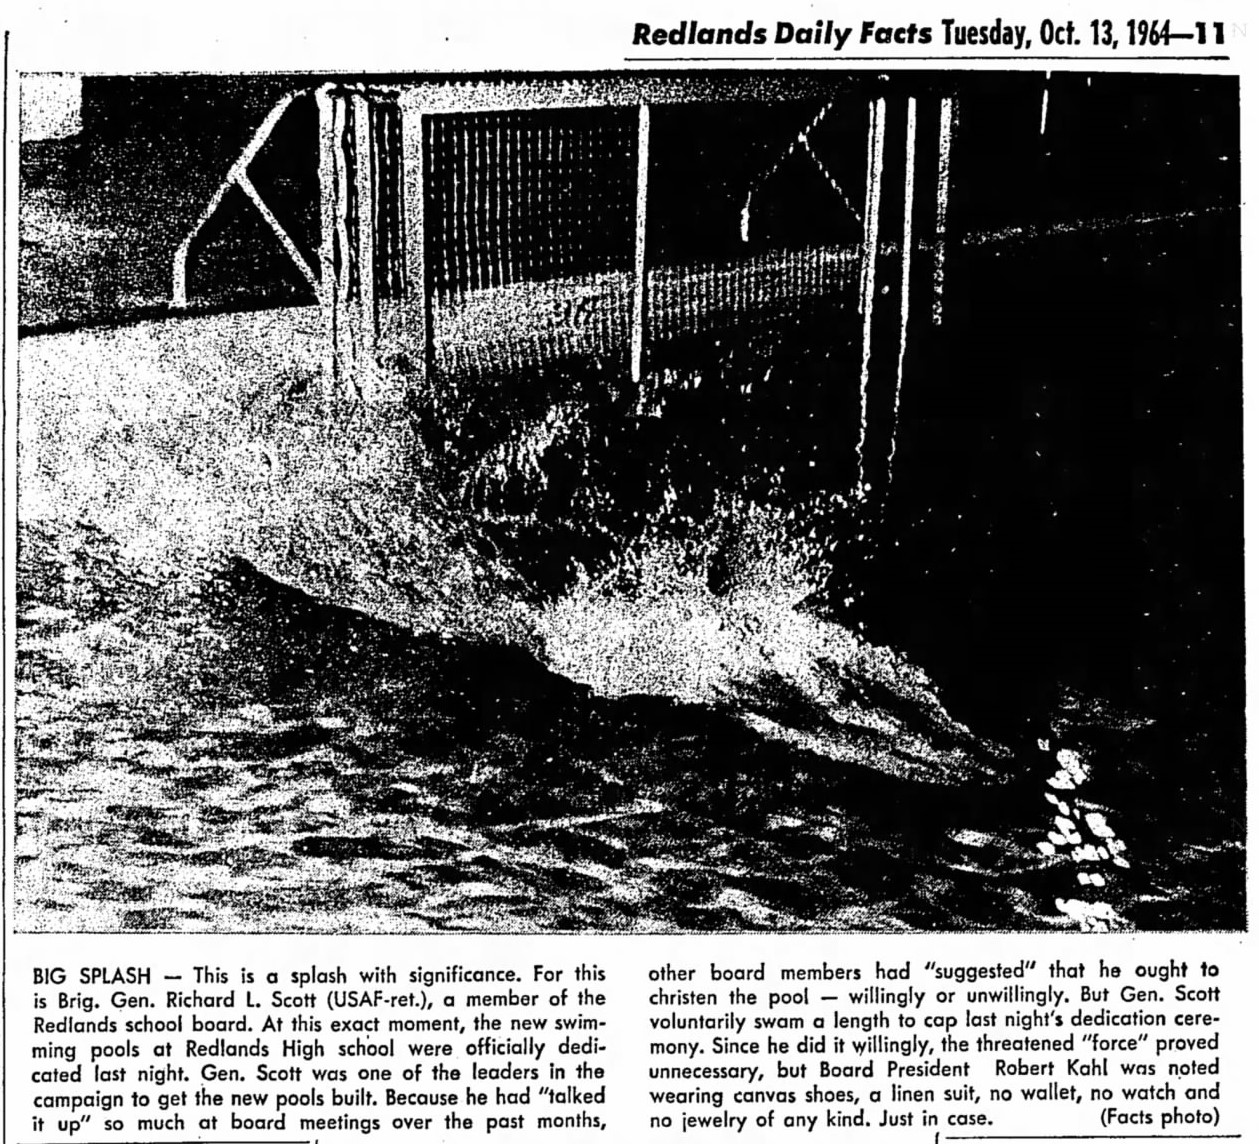 Redlands Daily Facts Tuesday, Oct. 13, 1964—11
BIG SPLASH — This is a splash with significance. For this
is Brig. Gen. Richard L. Scott (USAF-ret.), a member of the
Redlands school board. At this exact moment, the new swim-
ming pools at Redlands High school were officially dedi-
cated last night. Gen. Scott was one of the leaders in the
campaign to get the new pools built. Because he had "talked
it up" so much at board meetings over the past months,
other board members had "suggested" that he ought to
christen the pool — willingly or unwillingly. But Gen. Scott
voluntarily swam a length to cap last night's dedication cere-
mony. Since he did it willingly, the threatened "force" proved
unnecessary, but Board President Robert Kahl was noted
wearing canvas shoes, a linen suit, no wallet, no watch and
no jewelry of any kind. Just in case. (Facts photo)